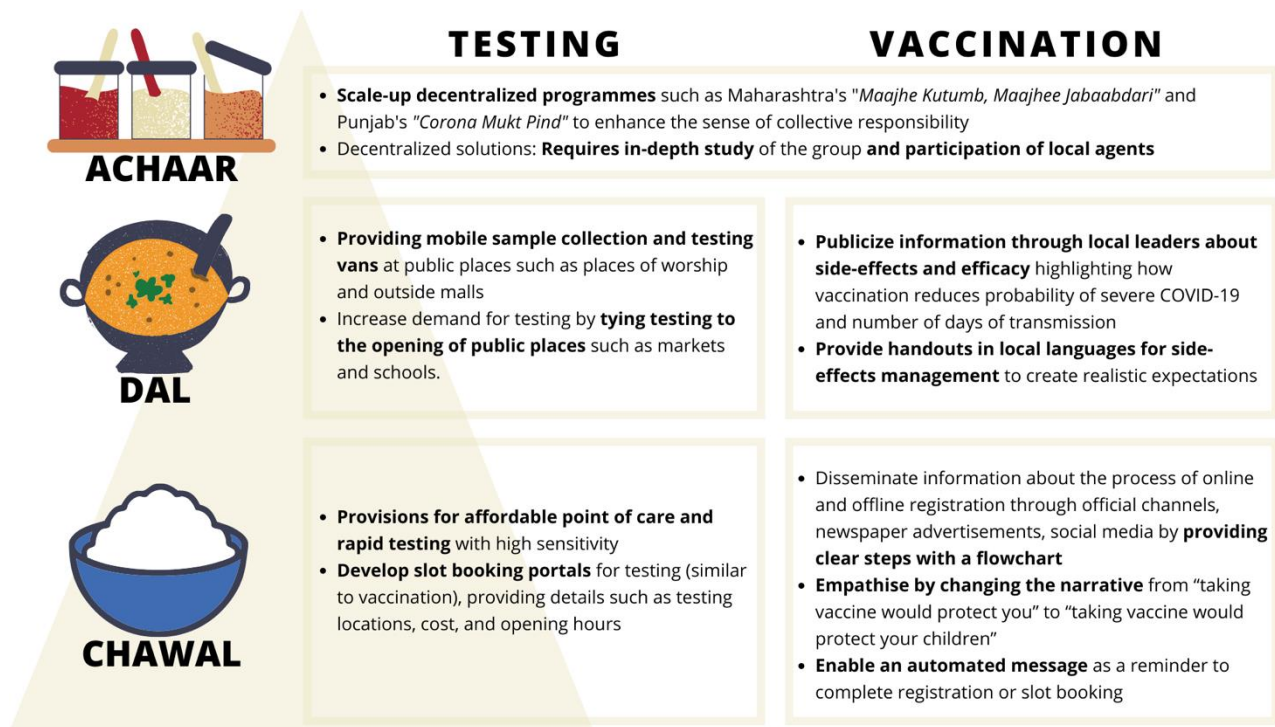 TESTING
VACCINATION
ACHAAR
• Scale-up decentralized programmes such as Maharashtra's "Maajhe Kutumb, Maajhee Jabaabdari" and
Punjab's "Corona Mukt Pind" to enhance the sense of collective responsibility
• Decentralized solutions: Requires in-depth study of the group and participation of local agents
DAL
• Providing mobile sample collection and testing
vans at public places such as places of worship
and outside malls
• Increase demand for testing by tying testing to
the opening of public places such as markets
and schools.
• Publicize information through local leaders about
side-effects and efficacy highlighting how
vaccination reduces probability of severe COVID-19
and number of days of transmission
• Provide handouts in local languages for side-
effects management to create realistic expectations
CHAWAL
• Provisions for affordable point of care and
rapid testing with high sensitivity
• Develop slot booking portals for testing (similar
to vaccination), providing details such as testing
locations, cost, and opening hours
• Disseminate information about the process of online
and offline registration through official channels,
newspaper advertisements, social media by providing
clear steps with a flowchart
• Empathise by changing the narrative from “taking
vaccine would protect you” to “taking vaccine would
protect your children”
• Enable an automated message as a reminder to
complete registration or slot booking